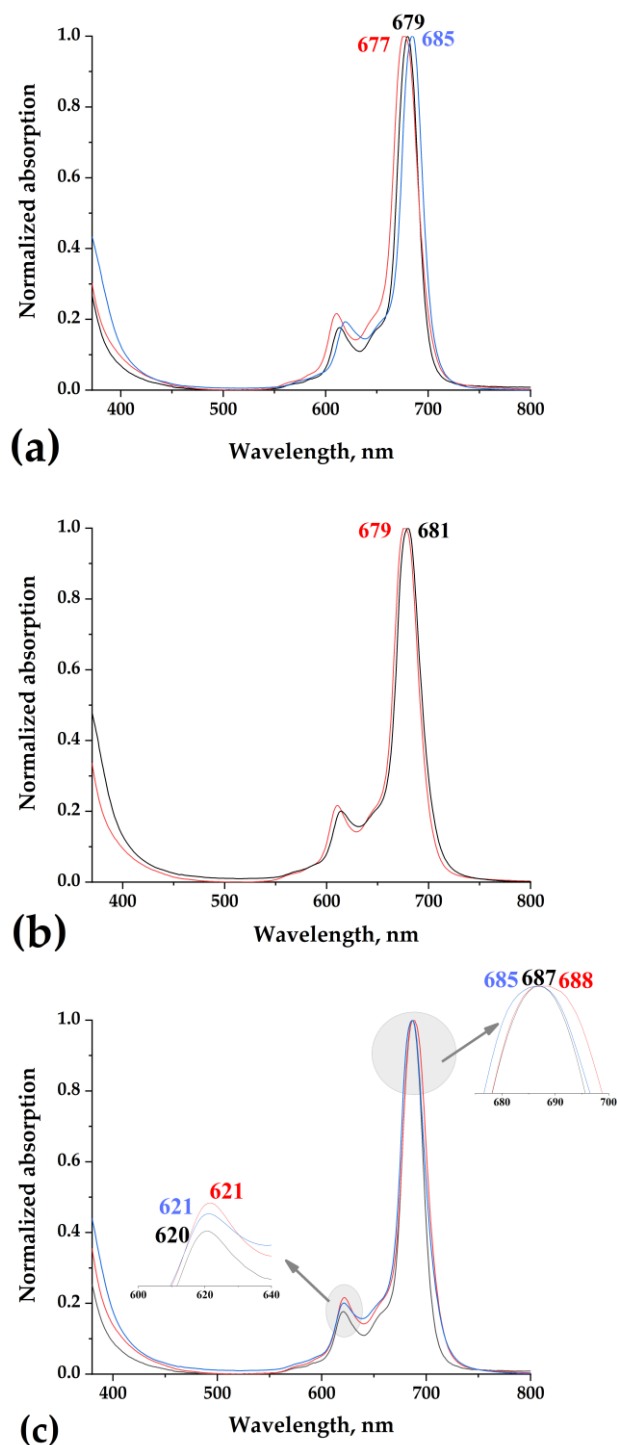 679
677 685
1.0
0.8
0.6
0.4
0.2
0.0
Normalized absorption
400 500 600 700 800
Wavelength, nm
(a)
679 681
1.0
0.8
0.6
0.4
0.2
0.0
Normalized absorption
400 500 600 700 800
Wavelength, nm
(b)
685 687 688
680 690 700
1.0
0.8
0.6
0.4
0.2
0.0
Normalized absorption
621 621
620
600 620 640
400 500 600 700 800
Wavelength, nm
(c)